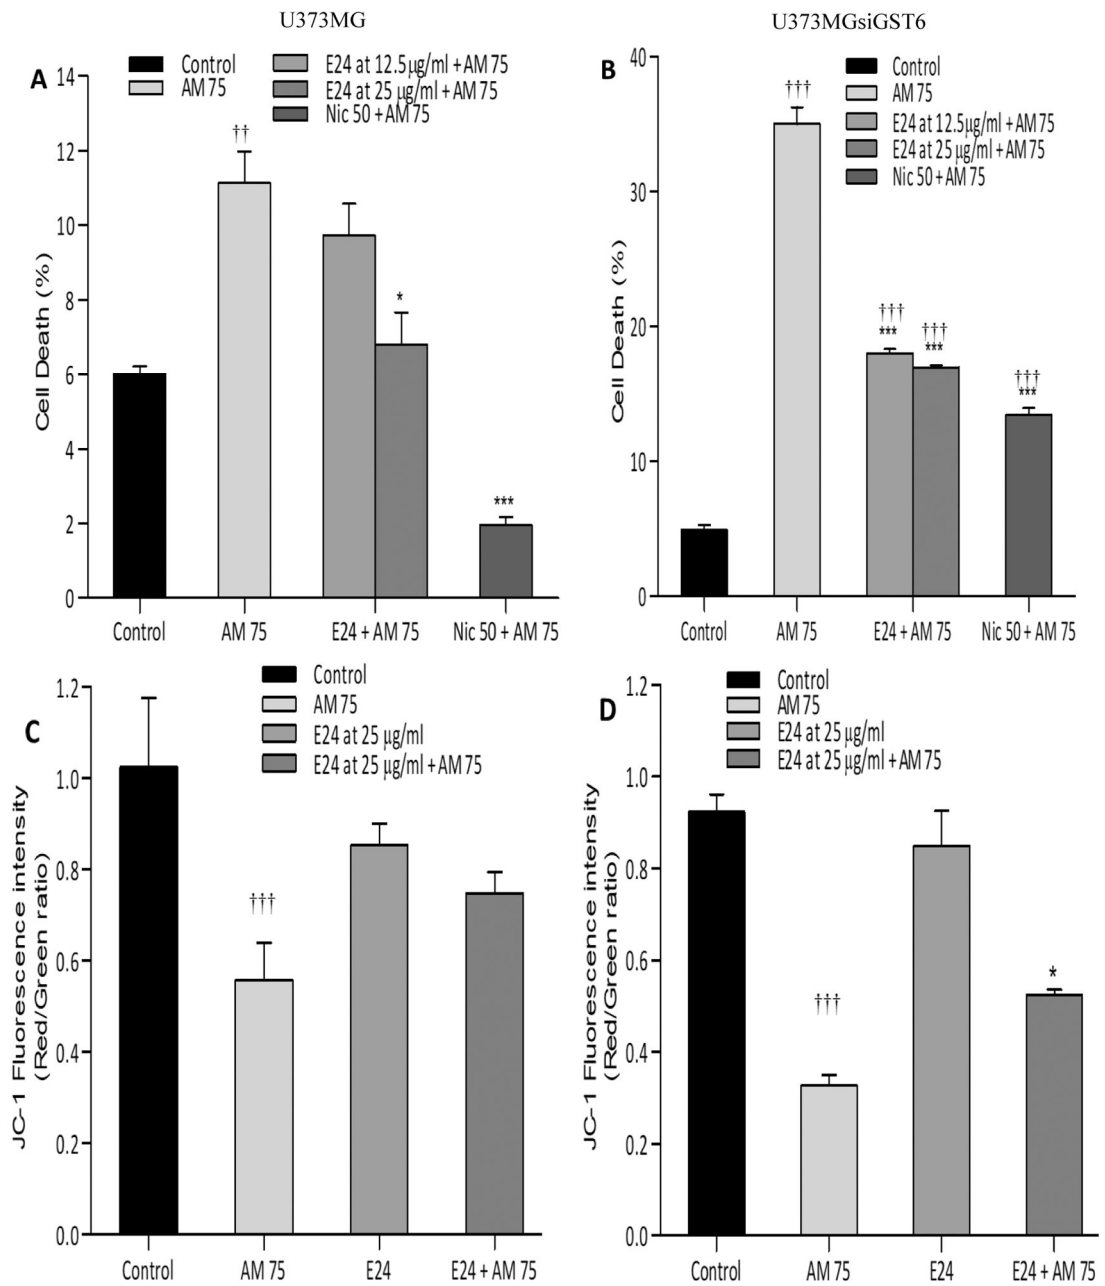 U373MG
U373MGsiGST6
A
Control
AM 75
E24 at 12.5µg/ml + AM 75
E24 at 25 µg/ml + AM 75
Nic 50 + AM 75
Cell Death (%)
14
12
10
8
6
4
2
0
††
*
***
Control
AM 75
E24 + AM 75
Nic 50 + AM 75
B
Control
AM 75
E24 at 12.5µg/ml + AM 75
E24 at 25 µg/ml + AM 75
Nic 50 + AM 75
Cell Death (%)
40
30
20
10
0
†††
†††
***
†††
***
†††
***
Control
AM 75
E24 + AM 75
Nic 50 + AM 75
C
Control
AM 75
E24 at 25 µg/ml
E24 at 25 µg/ml + AM 75
JC-1 Fluorescence intensity
(Red/Green ratio)
1.2
1.0
0.8
0.6
0.4
0.2
0.0
†††
Control
AM 75
E24
E24 + AM 75
D
Control
AM 75
E24 at 25 µg/ml
E24 at 25 µg/ml + AM 75
JC-1 Fluorescence intensity
(Red/Green ratio)
1.2
1.0
0.8
0.6
0.4
0.2
0.0
†††
*
Control
AM 75
E24
E24 + AM 75